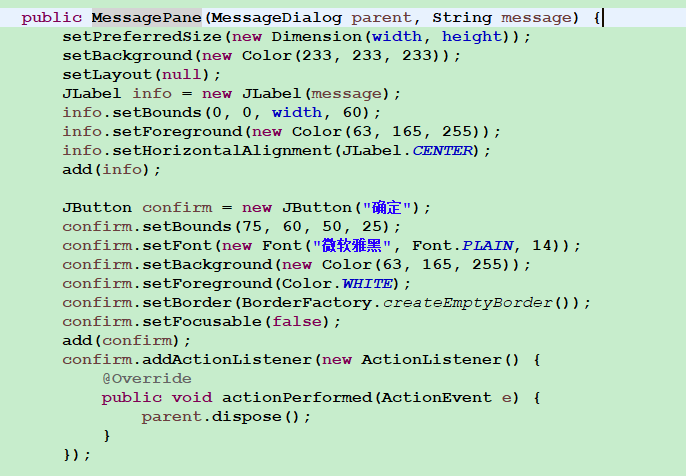 public MessagePane(MessageDialog parent, String message) {
    setPreferredSize(new Dimension(width, height));
    setBackground(new Color(233, 233, 233));
    setLayout(null);
    JLabel info = new JLabel(message);
    info.setBounds(0, 0, width, 60);
    info.setForeground(new Color(63, 165, 255));
    info.setHorizontalAlignment(JLabel.CENTER);
    add(info);

    JButton confirm = new JButton("确定");
    confirm.setBounds(75, 60, 50, 25);
    confirm.setFont(new Font("微软雅黑", Font.PLAIN, 14));
    confirm.setBackground(new Color(63, 165, 255));
    confirm.setForeground(Color.WHITE);
    confirm.setBorder(BorderFactory.createEmptyBorder());
    confirm.setFocusable(false);
    add(confirm);
    confirm.addActionListener(new ActionListener() {
        @Override
        public void actionPerformed(ActionEvent e) {
            parent.dispose();
        }
    });